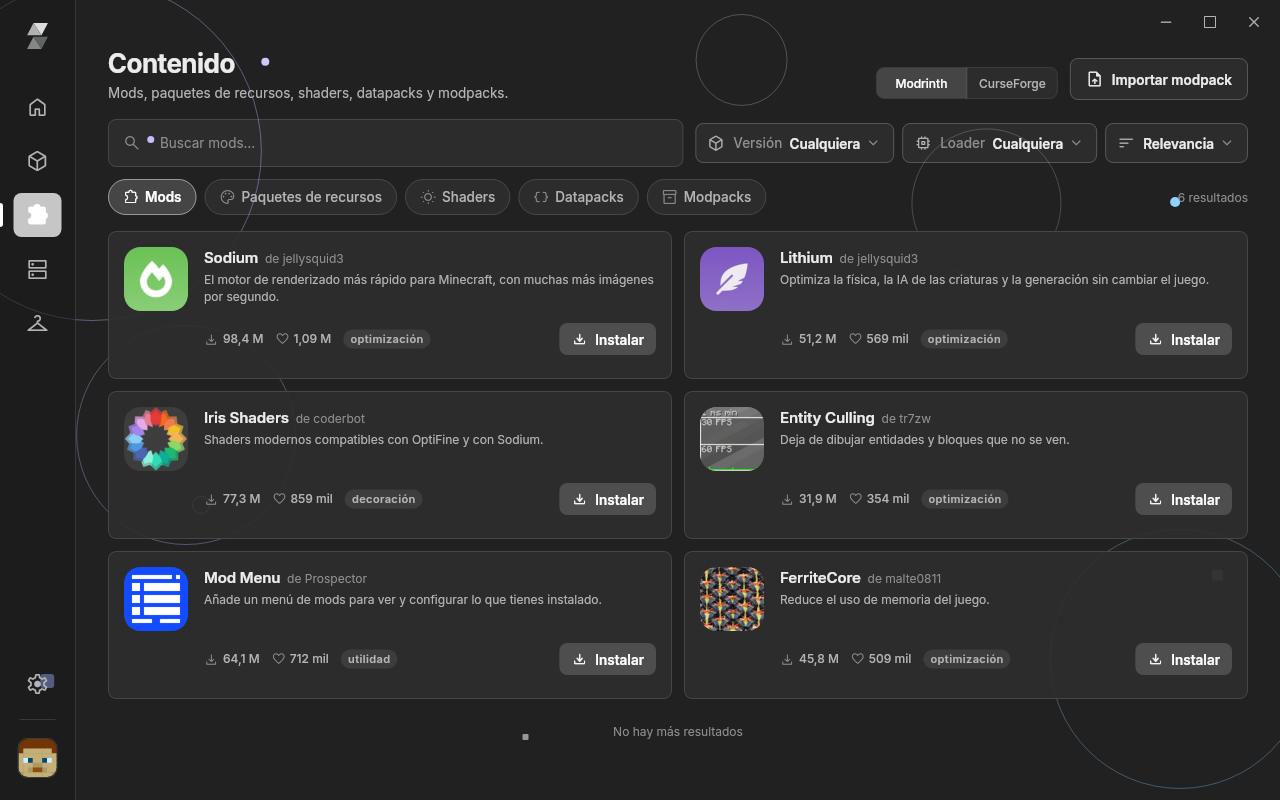 Contenido
Mods, paquetes de recursos, shaders, datapacks y modpacks.
Modrinth
CurseForge
Importar modpack
Buscar mods...
Versión Cualquiera
Loader Cualquiera
Relevancia
Mods
Paquetes de recursos
Shaders
Datapacks
Modpacks
6 resultados
Sodium de jellysquid3
El motor de renderizado más rápido para Minecraft, con muchas más imágenes
por segundo.
98,4 M 1,09 M optimización Instalar
Lithium de jellysquid3
Optimiza la física, la IA de las criaturas y la generación sin cambiar el juego.
51,2 M 569 mil optimización Instalar
Iris Shaders de coderbot
Shaders modernos compatibles con OptiFine y con Sodium.
77,3 M 859 mil decoración Instalar
Entity Culling de tr7zw
Deja de dibujar entidades y bloques que no se ven.
ms min
30 FPS
60 FPS
31,9 M 354 mil optimización Instalar
Mod Menu de Prospector
Añade un menú de mods para ver y configurar lo que tienes instalado.
64,1 M 712 mil utilidad Instalar
FerriteCore de malte0811
Reduce el uso de memoria del juego.
45,8 M 509 mil optimización Instalar
No hay más resultados